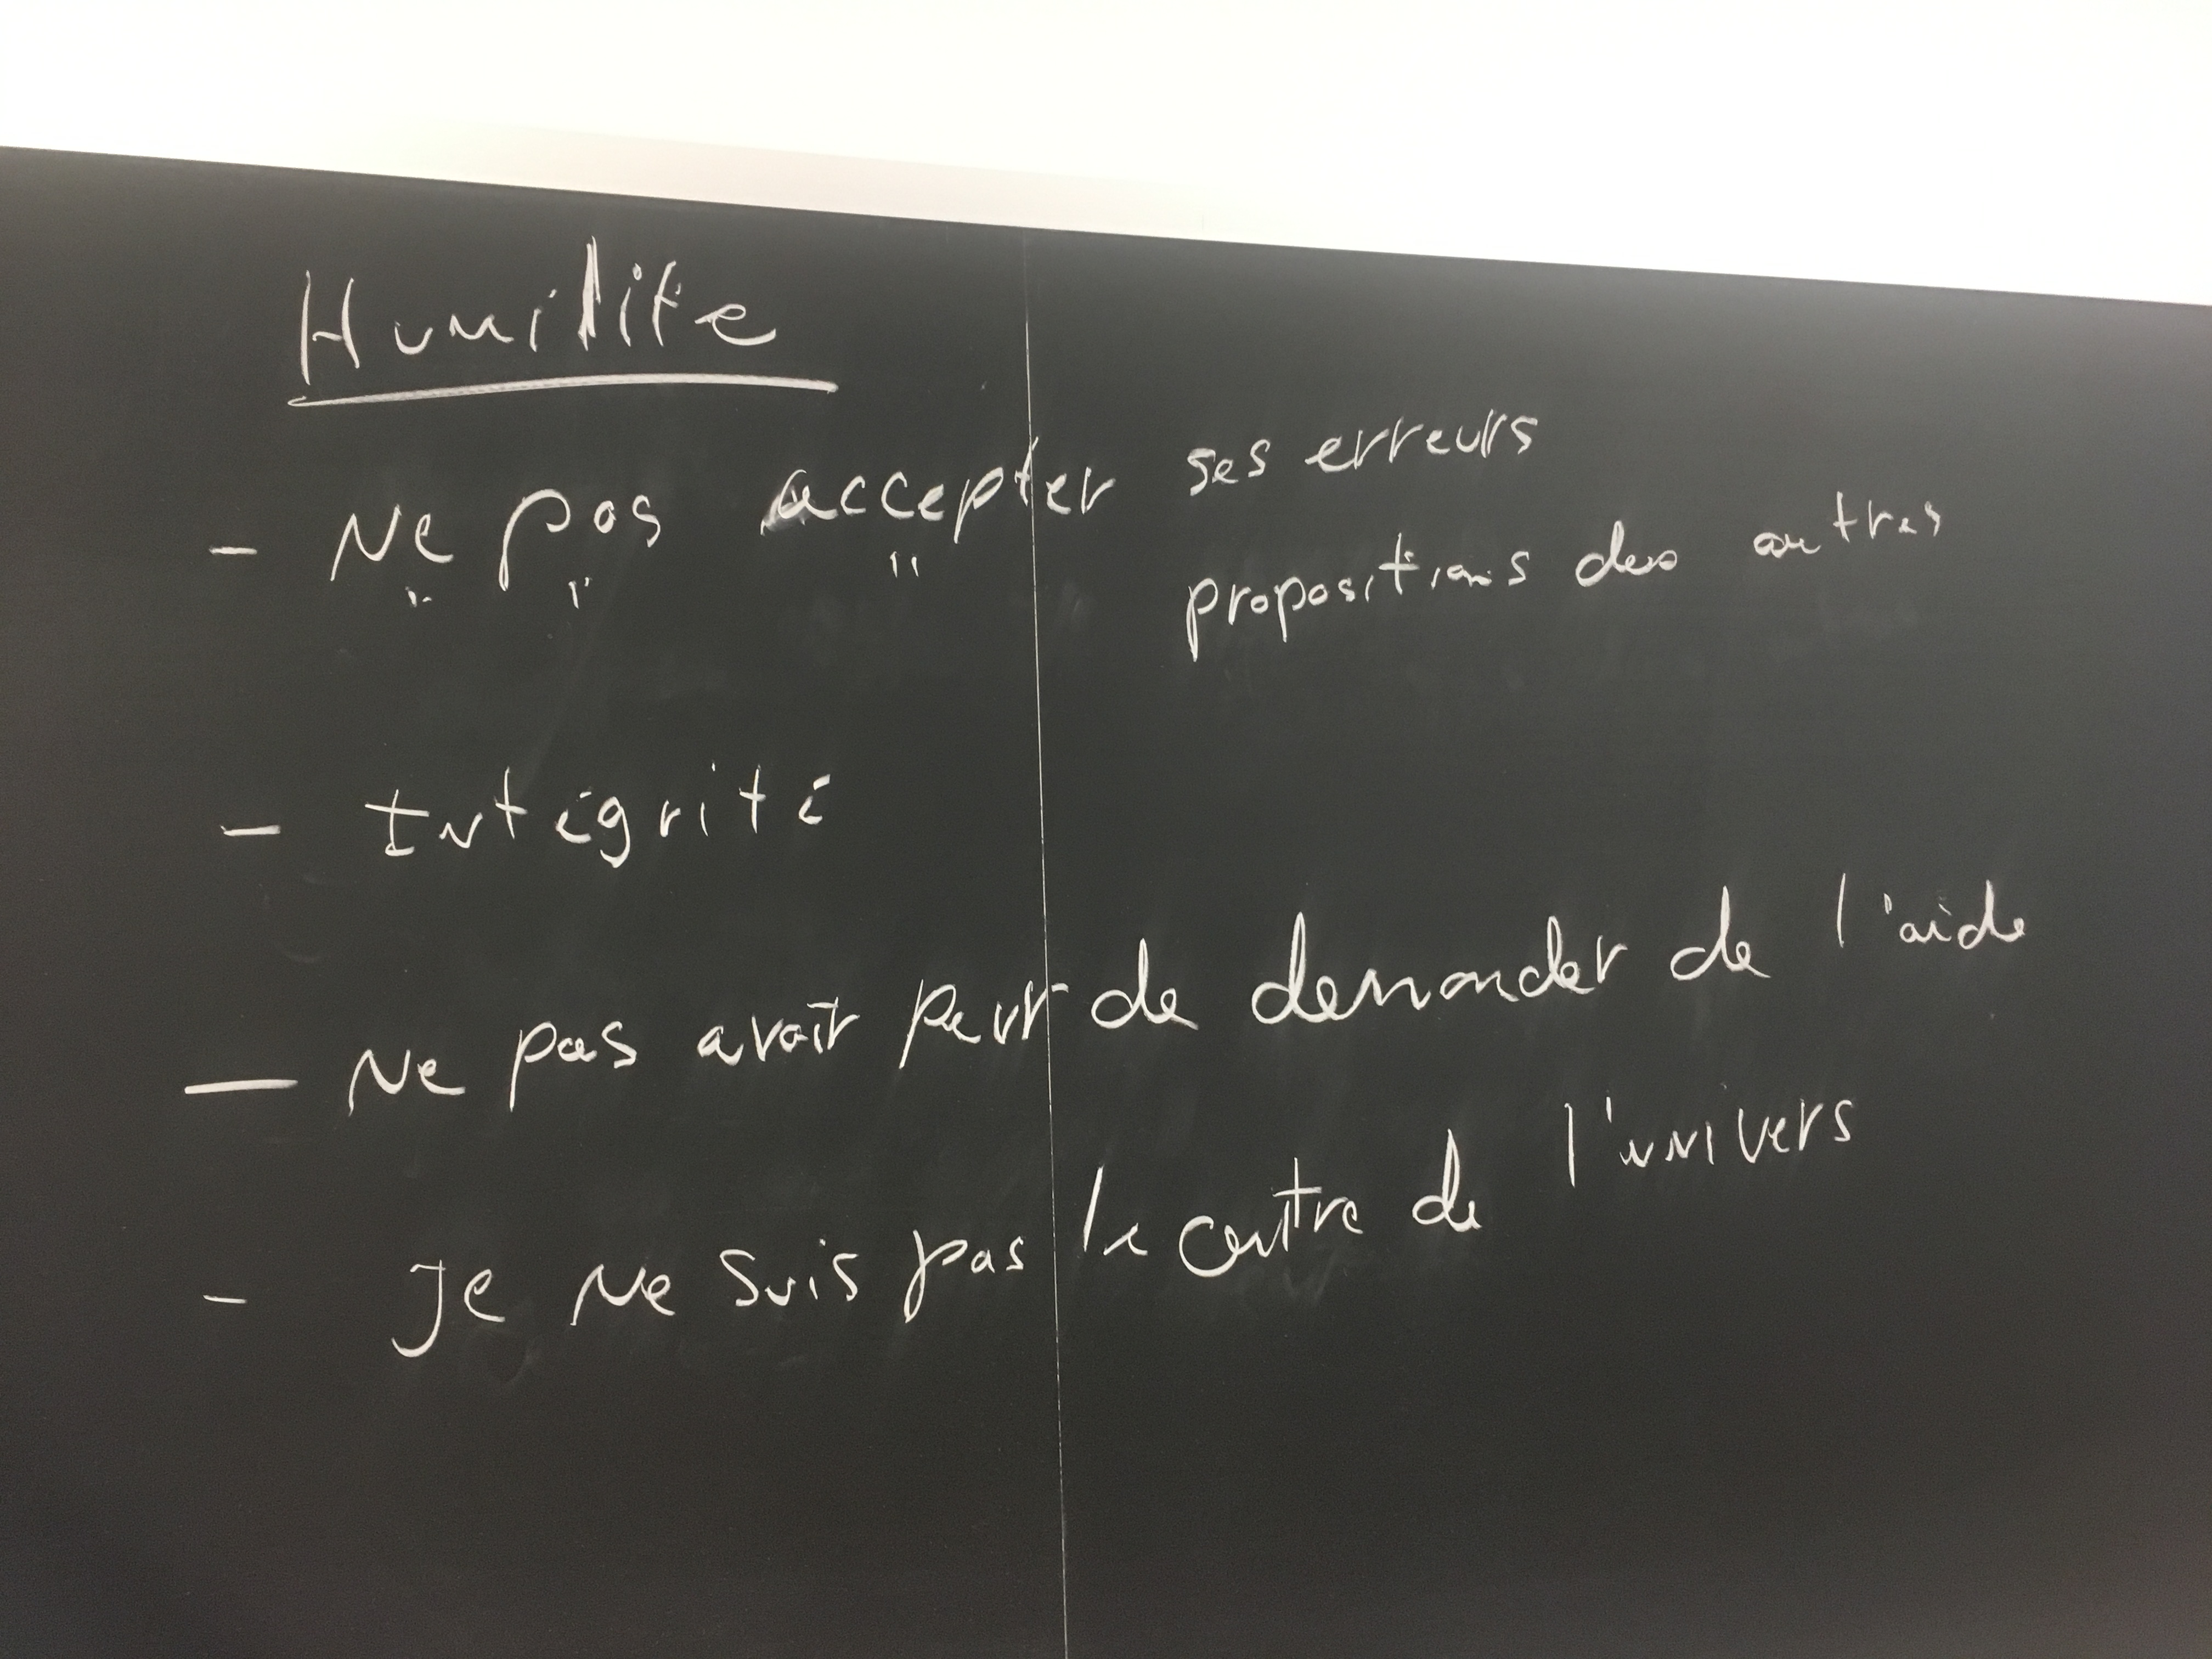 Humilité
- Ne pas accepter ses erreurs
" " " propositions des autres
- Intégrité
- Ne pas avoir peur de demander de l'aide
- Je ne suis pas le centre de l'univers